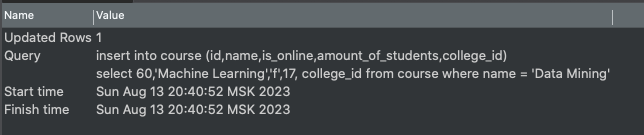 Name Value
Updated Rows 1
Query insert into course (id,name,is_online,amount_of_students,college_id)
select 60,'Machine Learning','f',17, college_id from course where name = 'Data Mining'
Start time Sun Aug 13 20:40:52 MSK 2023
Finish time Sun Aug 13 20:40:52 MSK 2023